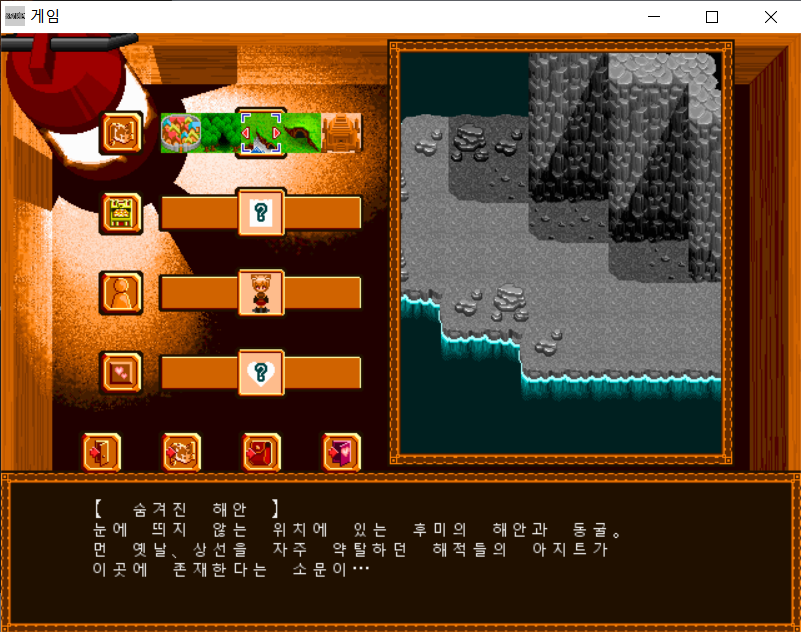 게임
【 숨겨진 해안 】
눈에 띄지 않는 위치에 있는 후미의 해안과 동굴。
먼 옛날、상선을 자주 약탈하던 해적들의 아지트가
이곳에 존재한다는 소문이…